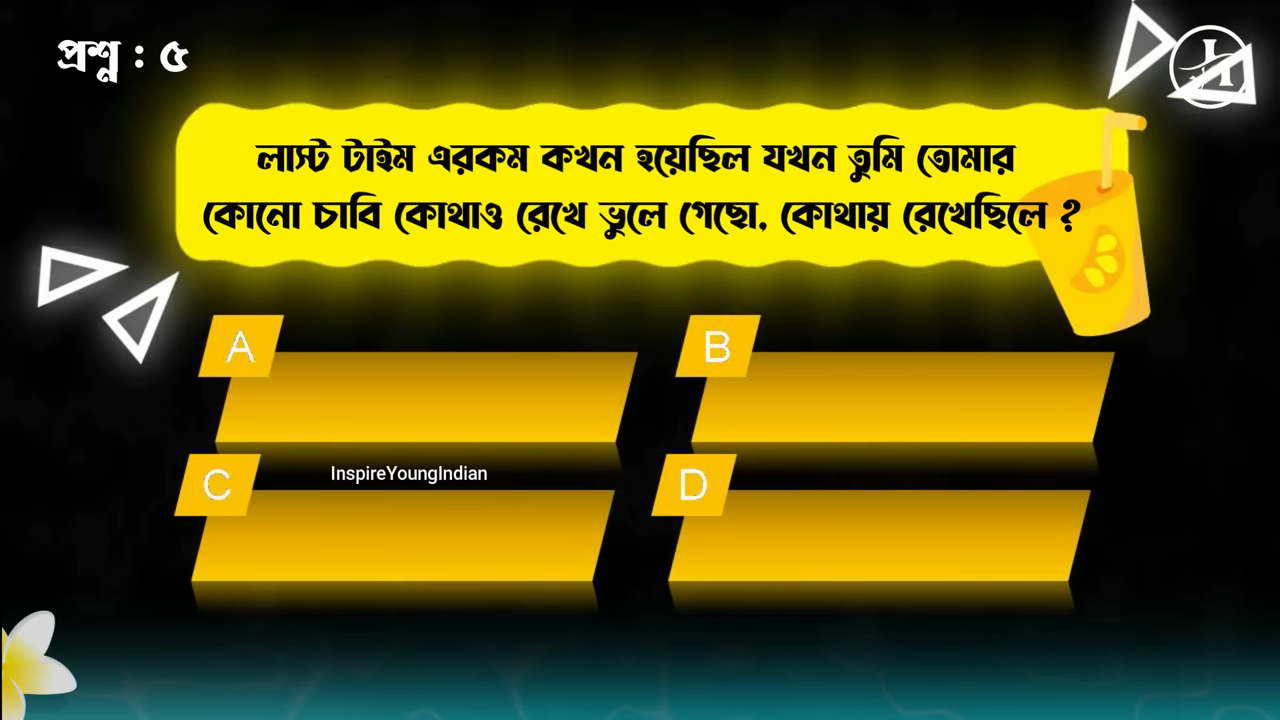 প্রশ্ন : ৫
লাস্ট টাইম এরকম কখন হয়েছিল যখন তুমি তোমার
কোনো চাবি কোথাও রেখে ভুলে গেছো, কোথায় রেখেছিলে ?
A
B
C
InspireYoungIndian
D